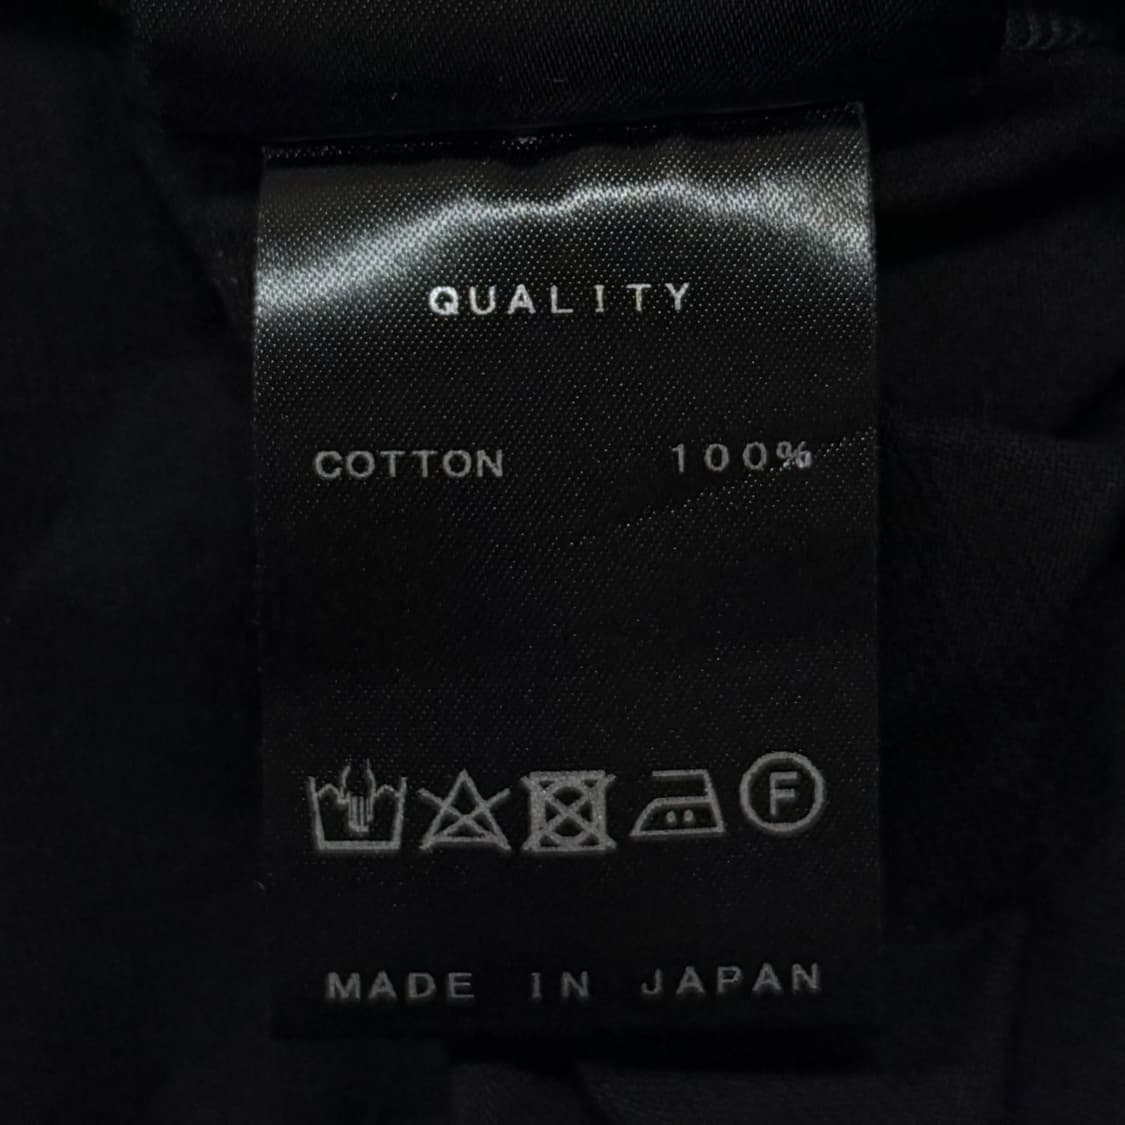 QUALITY
COTTON 100%
F
MADE IN JAPAN